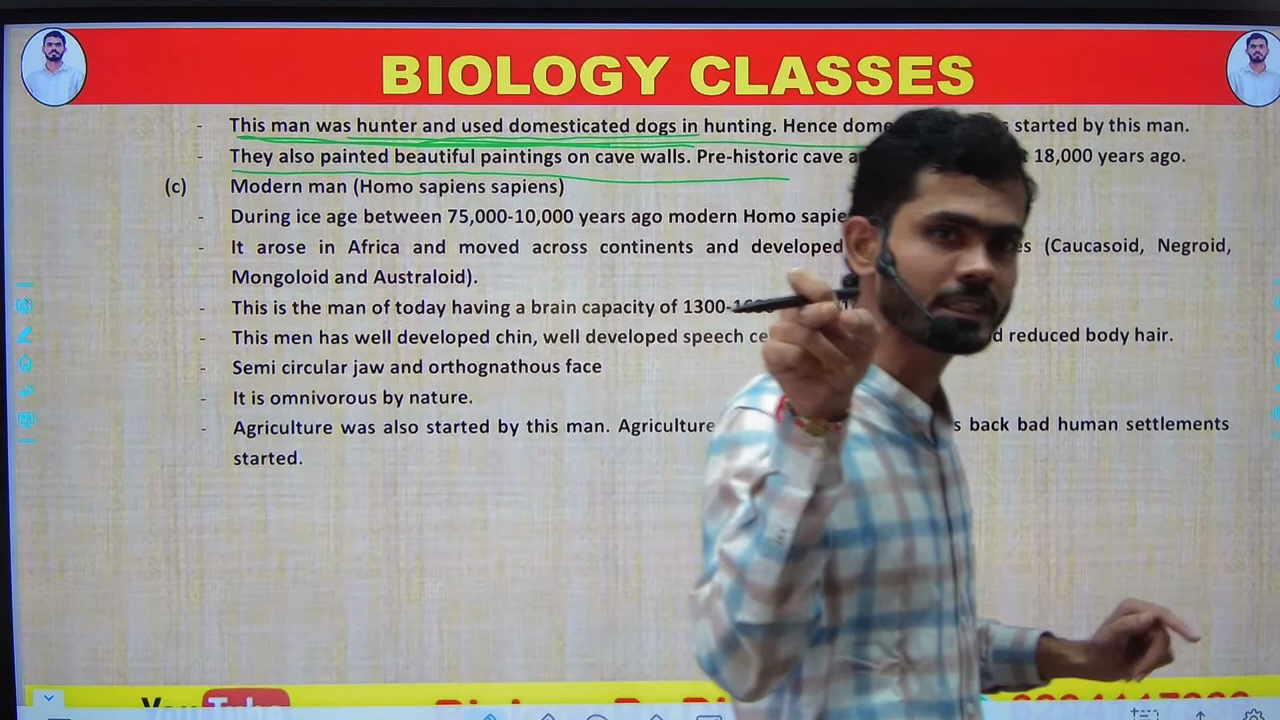 BIOLOGY CLASSES
- This man was hunter and used domesticated dogs in hunting. Hence started by this man.
- They also painted beautiful paintings on cave walls. Pre-historic cave 18,000 years ago.
(c) Modern man (Homo sapiens sapiens)
- During ice age between 75,000-10,000 years ago modern Homo
- It arose in Africa and moved across continents and developed (Caucasoid, Negroid,
Mongoloid and Australoid).
- This is the man of today having a brain capacity of
- This men has well developed chin, well developed speech reduced body hair.
- Semi circular jaw and orthognathous face
- It is omnivorous by nature.
- Agriculture was also started by this man. Agriculture back bad human settlements
started.
YouTube